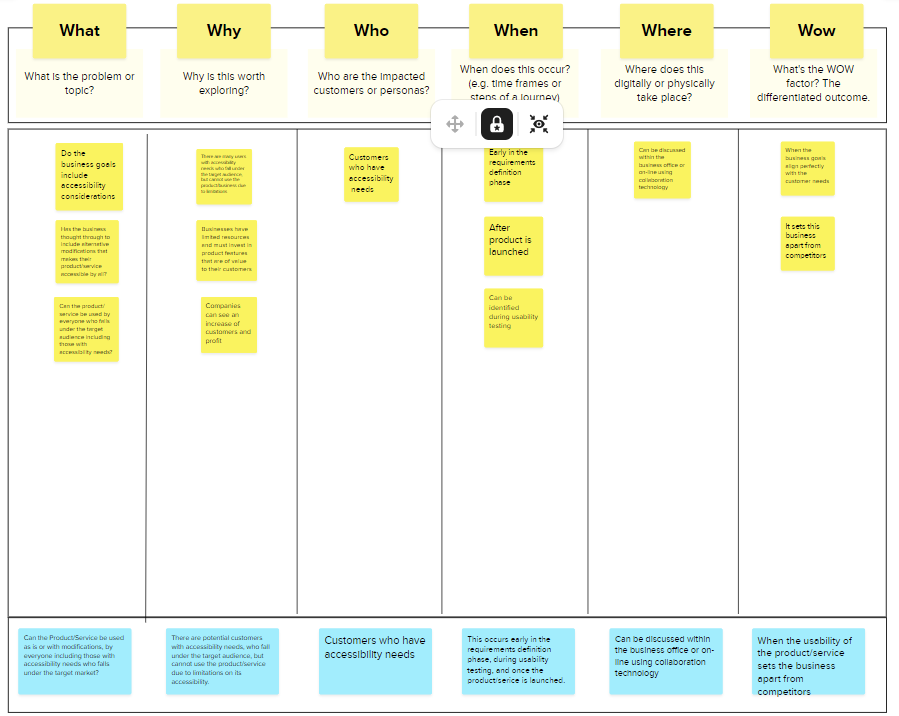 What
Why
Who
When
Where
Wow
What is the problem or
topic?
Why is this worth
exploring?
Who are the impacted
customers or personas?
When does this occur?
(e.g. time frames or
steps of a journey)
Where does this
digitally or physically
take place?
What's the WOW
factor? The
differentiated outcome.
Do the
business goals
include
accessibility
considerations
Has the business
thought through to
include alternative
modifications that
makes their
product/service
accessible by all?
Can the product/
service be used by
everyone who falls
under the target
audience including
those with
accessibility needs?
There are many users
with accessibility
needs who fall under
the target audience,
but cannot use the
product/business due
to limitations
Businesses have
limited resources
and must invest in
product features
that are of value
to their customers
Companies
can see an
increase of
customers and
profit
Customers
who have
accessibility
needs
Early in the
requirements
definition
phase
After
product is
launched
Can be
identified
during usability
testing
Can be discussed
within the
business office or
on-line using
collaboration
technology
When the
business goals
align perfectly
with the
customer needs
It sets this
business
apart from
competitors
Can the Product/Service be used
as is or with modifications, by
everyone including those with
accessibility needs who falls
under the target market?
There are potential customers
with accessibility needs, who fall
under the target audience, but
cannot use the product/service
due to limitations on its
accessibility.
Customers who have
accessibility needs
This occurs early in the
requirements definition
phase, during usability
testing, and once the
product/serice is launched.
Can be discussed within
the business office or on-
line using collaboration
technology
When the usability of
the product/service
sets the business
apart from
competitors